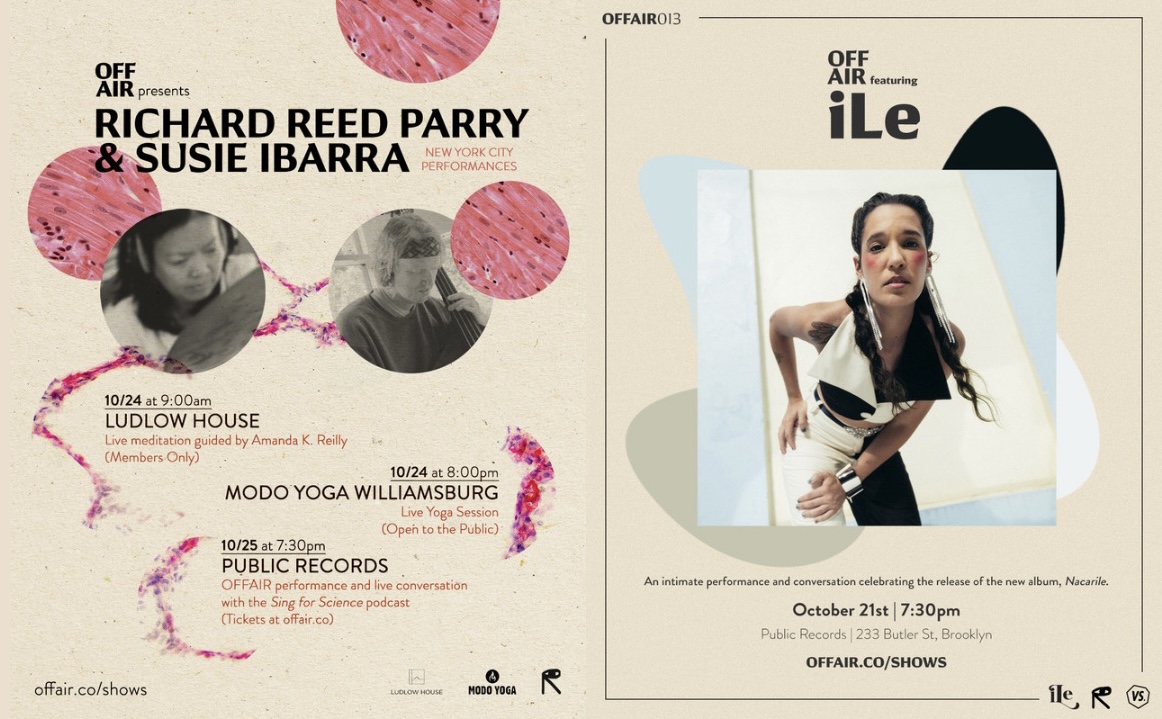 OFF
AIR presents
RICHARD REED PARRY
& SUSIE IBARRA
NEW YORK CITY
PERFORMANCES
10/24 at 9:00am
LUDLOW HOUSE
Live meditation guided by Amanda K. Reilly
(Members Only)
10/24 at 8:00pm
MODO YOGA WILLIAMSBURG
Live Yoga Session
(Open to the Public)
10/25 at 7:30pm
PUBLIC RECORDS
OFFAIR performance and live conversation
with the Sing for Science podcast
(Tickets at offair.co)
offair.co/shows
LUDLOW HOUSE
MODO YOGA
R
OFFAIR013
OFF
AIR featuring
iLe
An intimate performance and conversation celebrating the release of the new album, Nacarile.
October 21st | 7:30pm
Public Records | 233 Butler St, Brooklyn
OFFAIR.CO/SHOWS
iLe
R
VS.